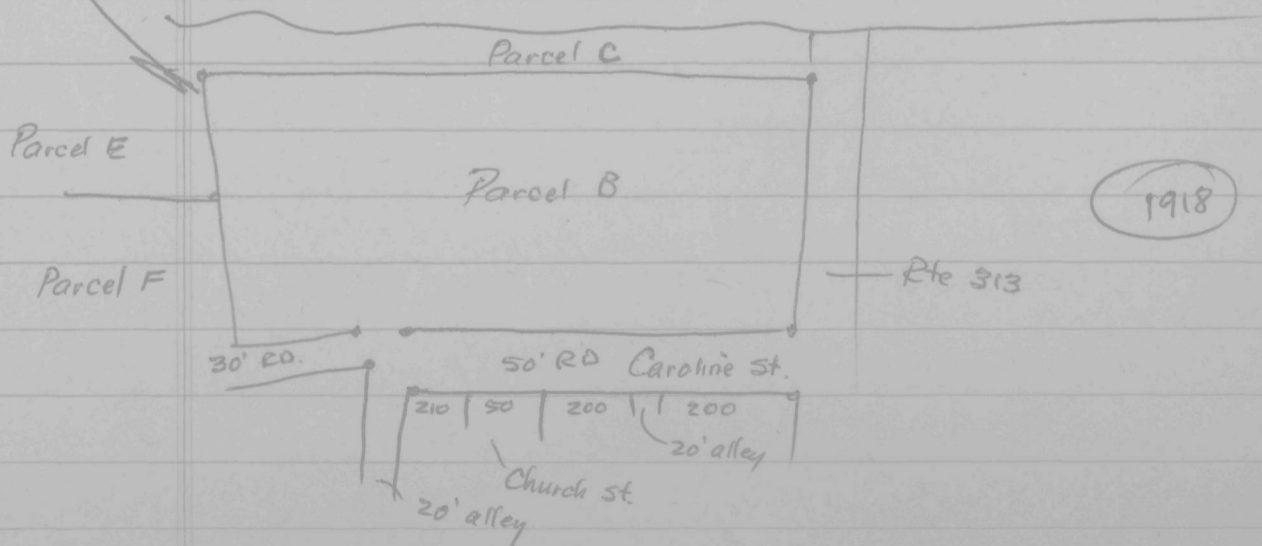 Parcel C
Parcel E
Parcel B
1918
Parcel F
Rte 313
30' RD.
50' RD Caroline St.
210 50 200 200
20' alley
Church St.
20' alley